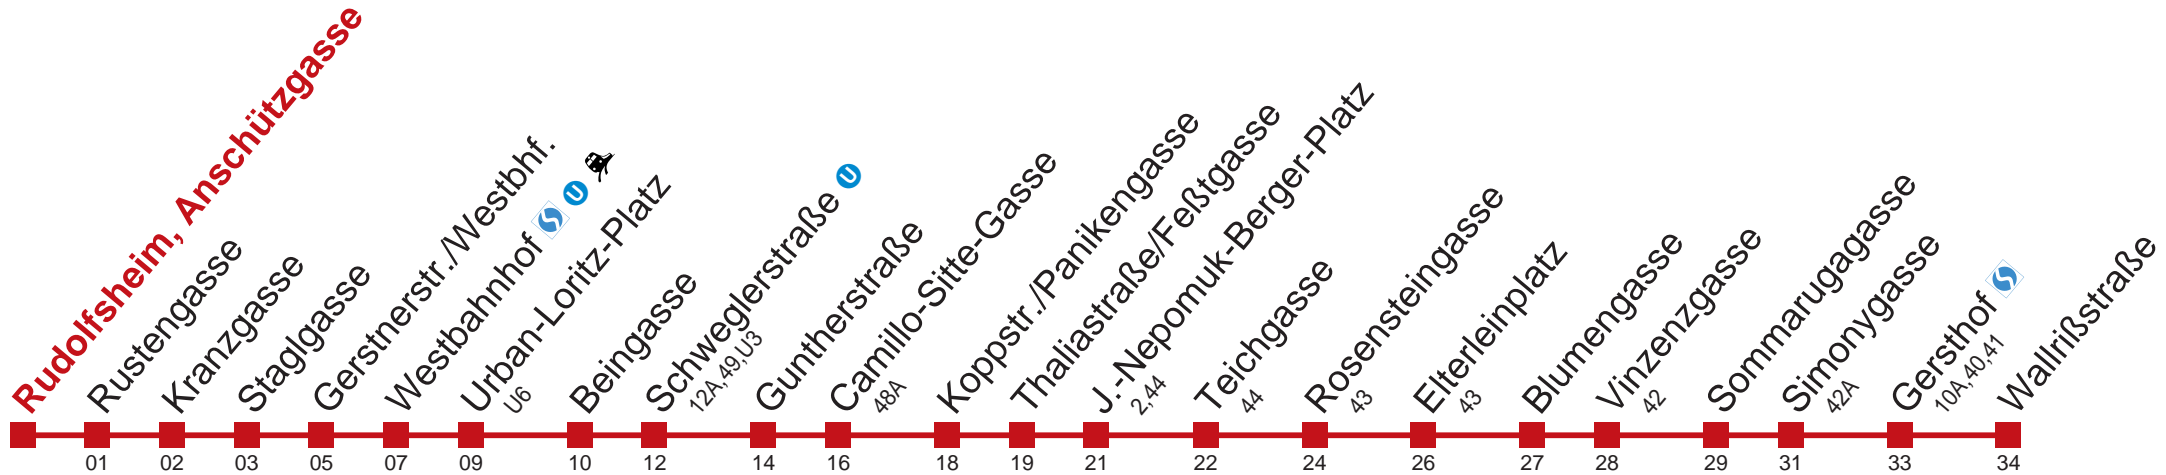 Rudolfsheim, Anschützgasse
Rustengasse
Kranzgasse
Staglgasse
Gerstnerstr./Westbhf.
Westbahnhof S U
Urban-Loritz-Platz
U6
Beingasse
Schweglerstraße U
12A,49,U3
Guntherstraße
Camillo-Sitte-Gasse
48A
Koppstr./Panikengasse
Thaliastraße/Feßtgasse
J.-Nepomuk-Berger-Platz
2,44
Teichgasse
44
Rosensteingasse
43
Elterleinplatz
43
Blumengasse
Vinzenzgasse
42
Sommarugagasse
Simonygasse
42A
Gersthof S
10A,40,41
Wallrißstraße
01 02 03 05 07 09 10 12 14 16 18 19 21 22 24 26 27 28 29 31 33 34